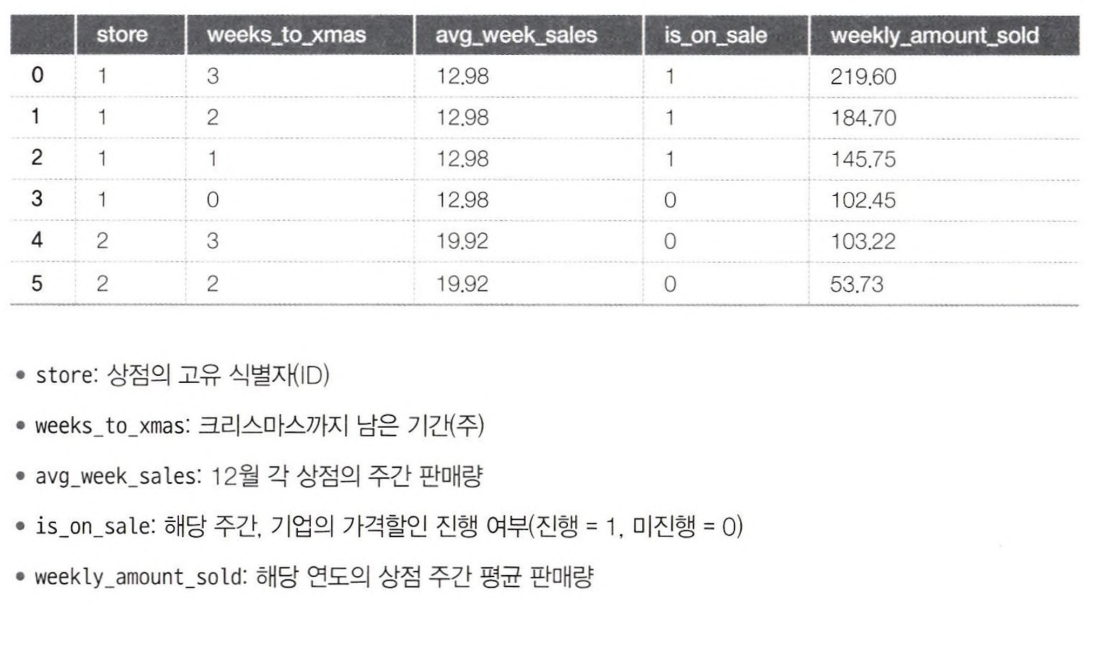 store weeks_to_xmas avg_week_sales is_on_sale weekly_amount_sold
0 1 3 12.98 1 219.60
1 1 2 12.98 1 184.70
2 1 1 12.98 1 145.75
3 1 0 12.98 0 102.45
4 2 3 19.92 0 103.22
5 2 2 19.92 0 53.73
• store: 상점의 고유 식별자(ID)
• weeks_to_xmas: 크리스마스까지 남은 기간(주)
• avg_week_sales: 12월 각 상점의 주간 판매량
• is_on_sale: 해당 주간, 기업의 가격할인 진행 여부(진행 = 1, 미진행 = 0)
• weekly_amount_sold: 해당 연도의 상점 주간 평균 판매량